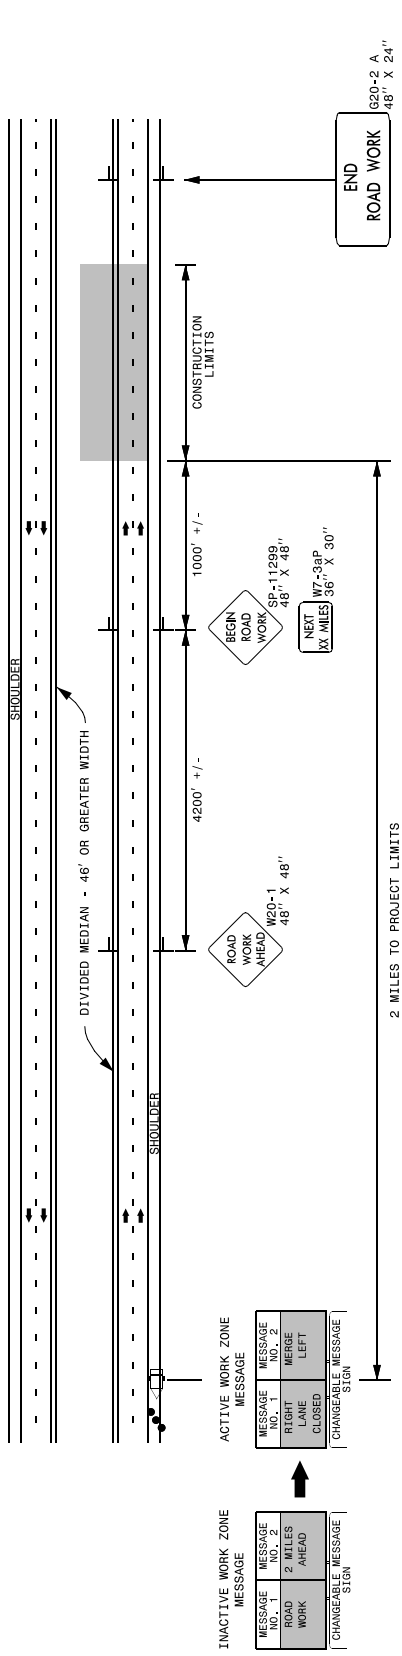 SHOULDER
DIVIDED MEDIAN - 46' OR GREATER WIDTH
SHOULDER
INACTIVE WORK ZONE
MESSAGE
MESSAGE
NO. 1
MESSAGE
NO. 2
ROAD
WORK
2 MILES
AHEAD
CHANGEABLE MESSAGE
SIGN
ACTIVE WORK ZONE
MESSAGE
MESSAGE
NO. 1
MESSAGE
NO. 2
RIGHT
LANE
CLOSED
MERGE
LEFT
CHANGEABLE MESSAGE
SIGN
ROAD
WORK
AHEAD
W20-1
48" X 48"
4200' +/-
BEGIN
ROAD
WORK
SP-11299
48" X 48"
NEXT
XX MILES
W7-3aP
36" X 30"
1000' +/-
CONSTRUCTION
LIMITS
END
ROAD WORK
G20-2 A
48" X 24"
2 MILES TO PROJECT LIMITS